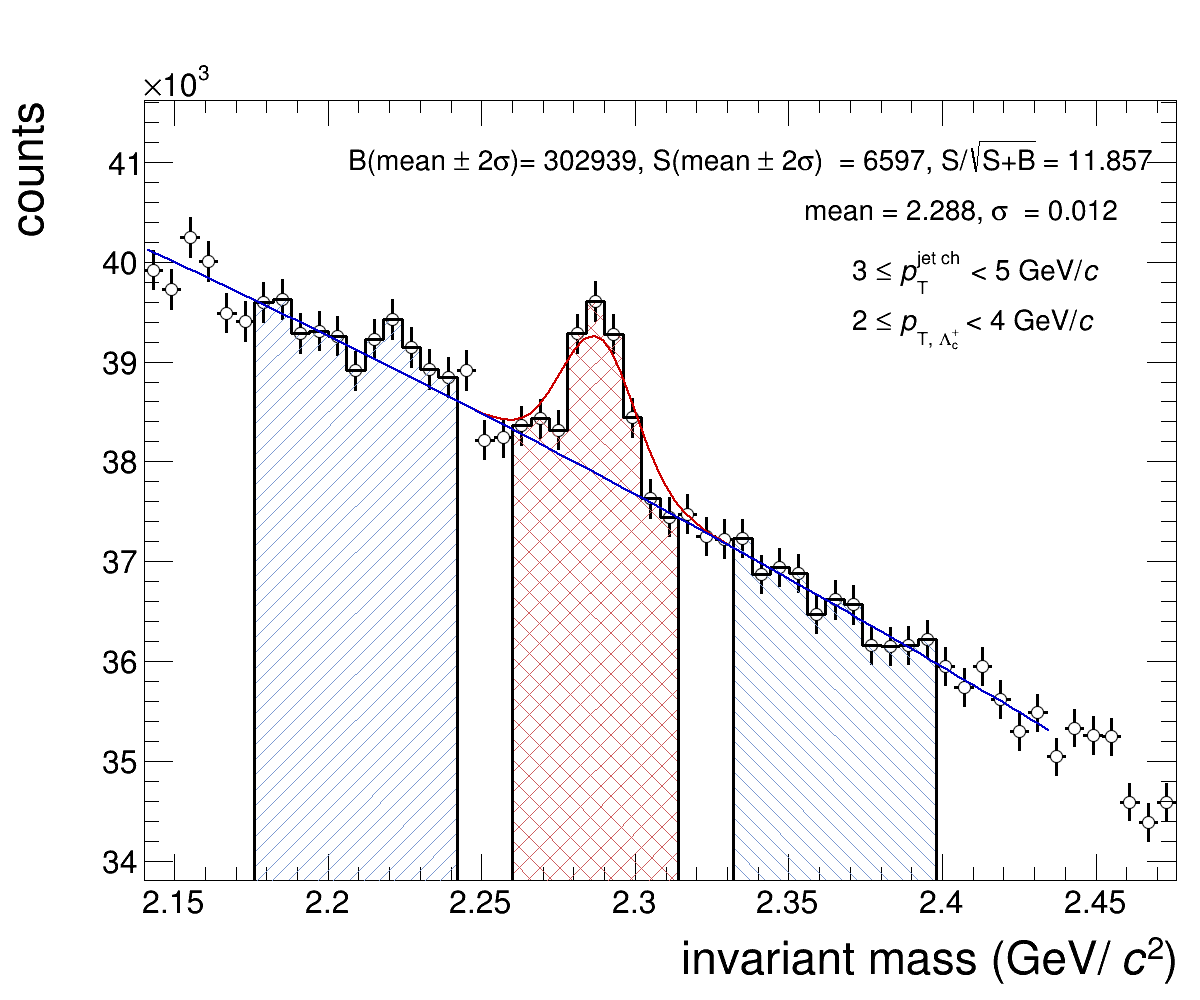 ×10³
counts
41
40
39
38
37
36
35
34
B(mean ± 2σ)= 302939, S(mean ± 2σ) = 6597, S/√S+B = 11.857
mean = 2.288, σ = 0.012
3 ≤ p_T^jet ch < 5 GeV/c
2 ≤ p_T, Λc⁺ < 4 GeV/c
2.15 2.2 2.25 2.3 2.35 2.4 2.45
invariant mass (GeV/ c²)